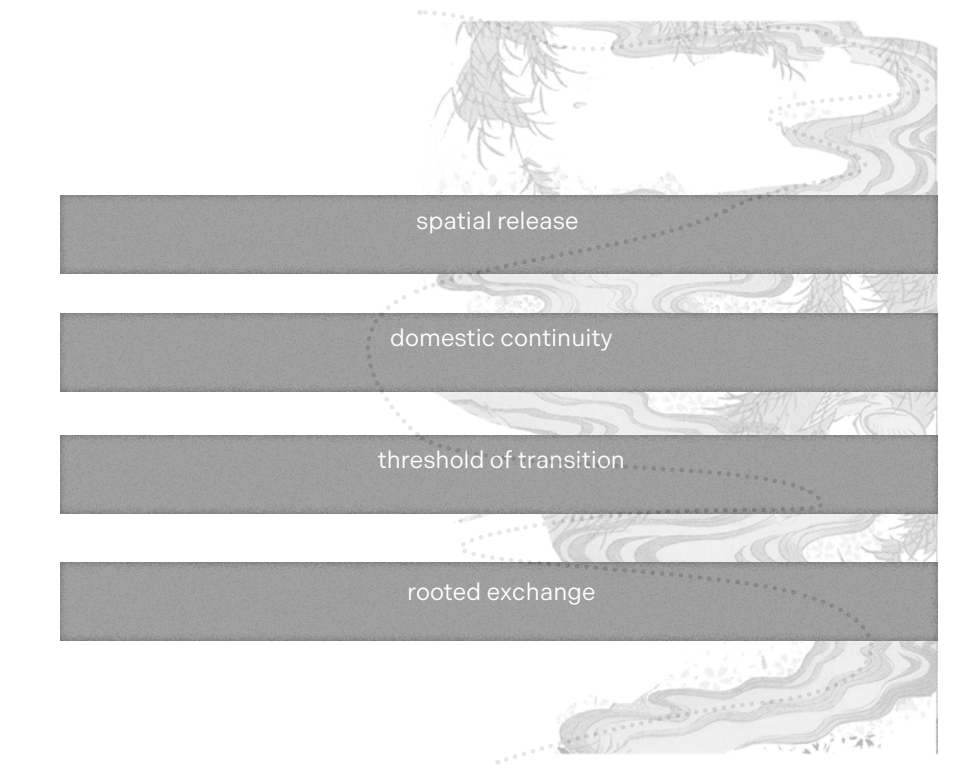 spatial release
domestic continuity
threshold of transition
rooted exchange